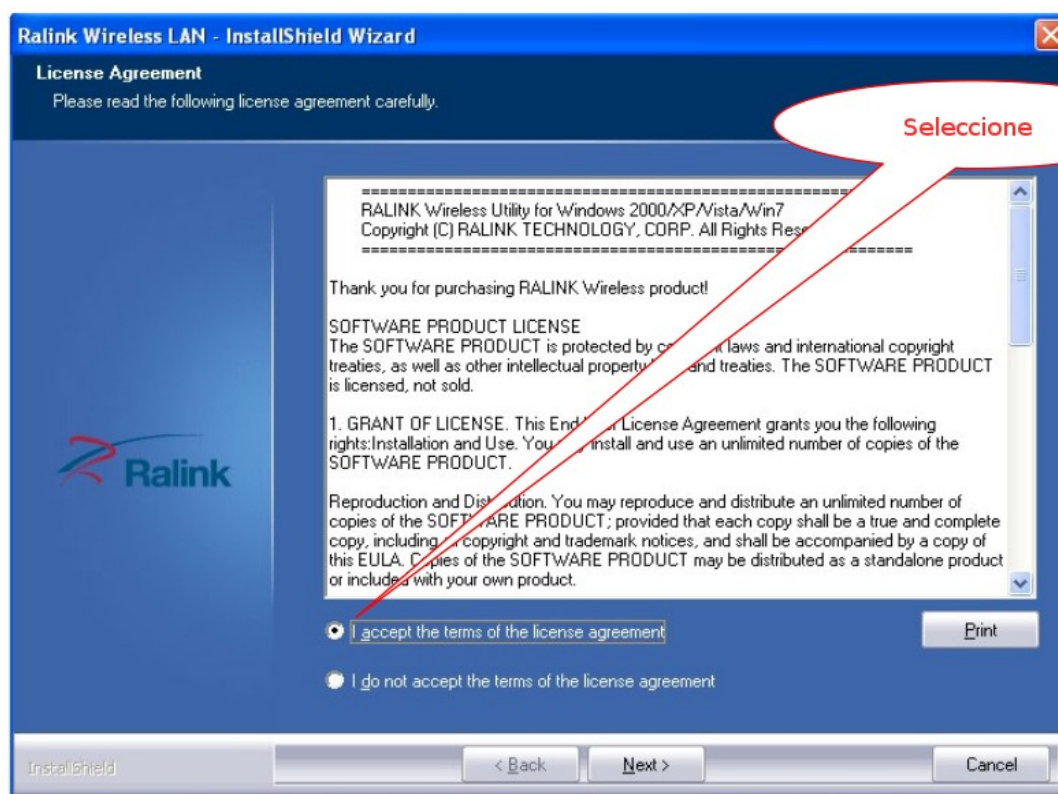 Ralink Wireless LAN - InstallShield Wizard
License Agreement
Please read the following license agreement carefully.
Seleccione
==========================================================
RALINK Wireless Utility for Windows 2000/XP/Vista/Win7
Copyright (C) RALINK TECHNOLOGY, CORP. All Rights
==========================================================
Thank you for purchasing RALINK Wireless product!
SOFTWARE PRODUCT LICENSE
The SOFTWARE PRODUCT is protected by laws and international copyright
treaties, as well as other intellectual property and treaties. The SOFTWARE PRODUCT
is licensed, not sold.
1. GRANT OF LICENSE. This License Agreement grants you the following
rights:Installation and Use. You install and use an unlimited number of copies of the
SOFTWARE PRODUCT.
Reproduction and Distribution. You may reproduce and distribute an unlimited number of
copies of the SOFTWARE PRODUCT; provided that each copy shall be a true and complete
copy, including copyright and trademark notices, and shall be accompanied by a copy of
this EULA. Copies of the SOFTWARE PRODUCT may be distributed as a standalone product
or included with your own product.
Ralink
I accept the terms of the license agreement
Print
I do not accept the terms of the license agreement
InstallShield
< Back
Next >
Cancel